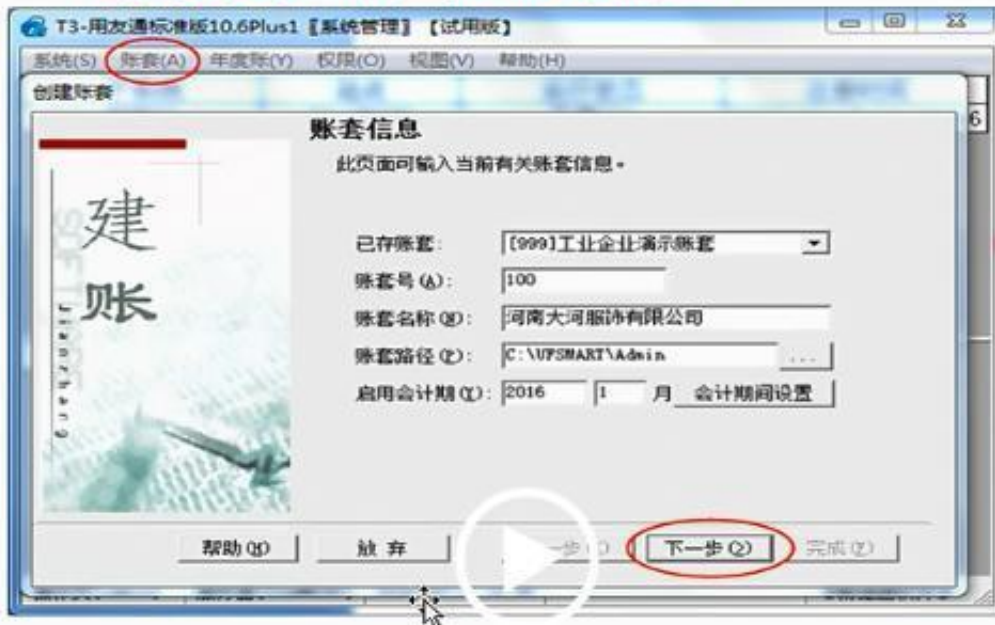 T3-用友通标准版10.6Plus1〖系统管理〗【试用版】
系统(S) 账套(A) 年度账(Y) 权限(O) 视图(V) 帮助(H)
创建账套
6
账套信息
此页面可输入当前有关账套信息。
建账
Jianzhang
SOFT
已存账套: [999]工业企业演示账套
账套号(A): 100
账套名称(N): 河南大河服饰有限公司
账套路径(P): C:\UFSMART\Admin ...
启用会计期(Y): 2016 1 月 会计期间设置
帮助(H) 放弃 一步 下一步(>) 完成(F)